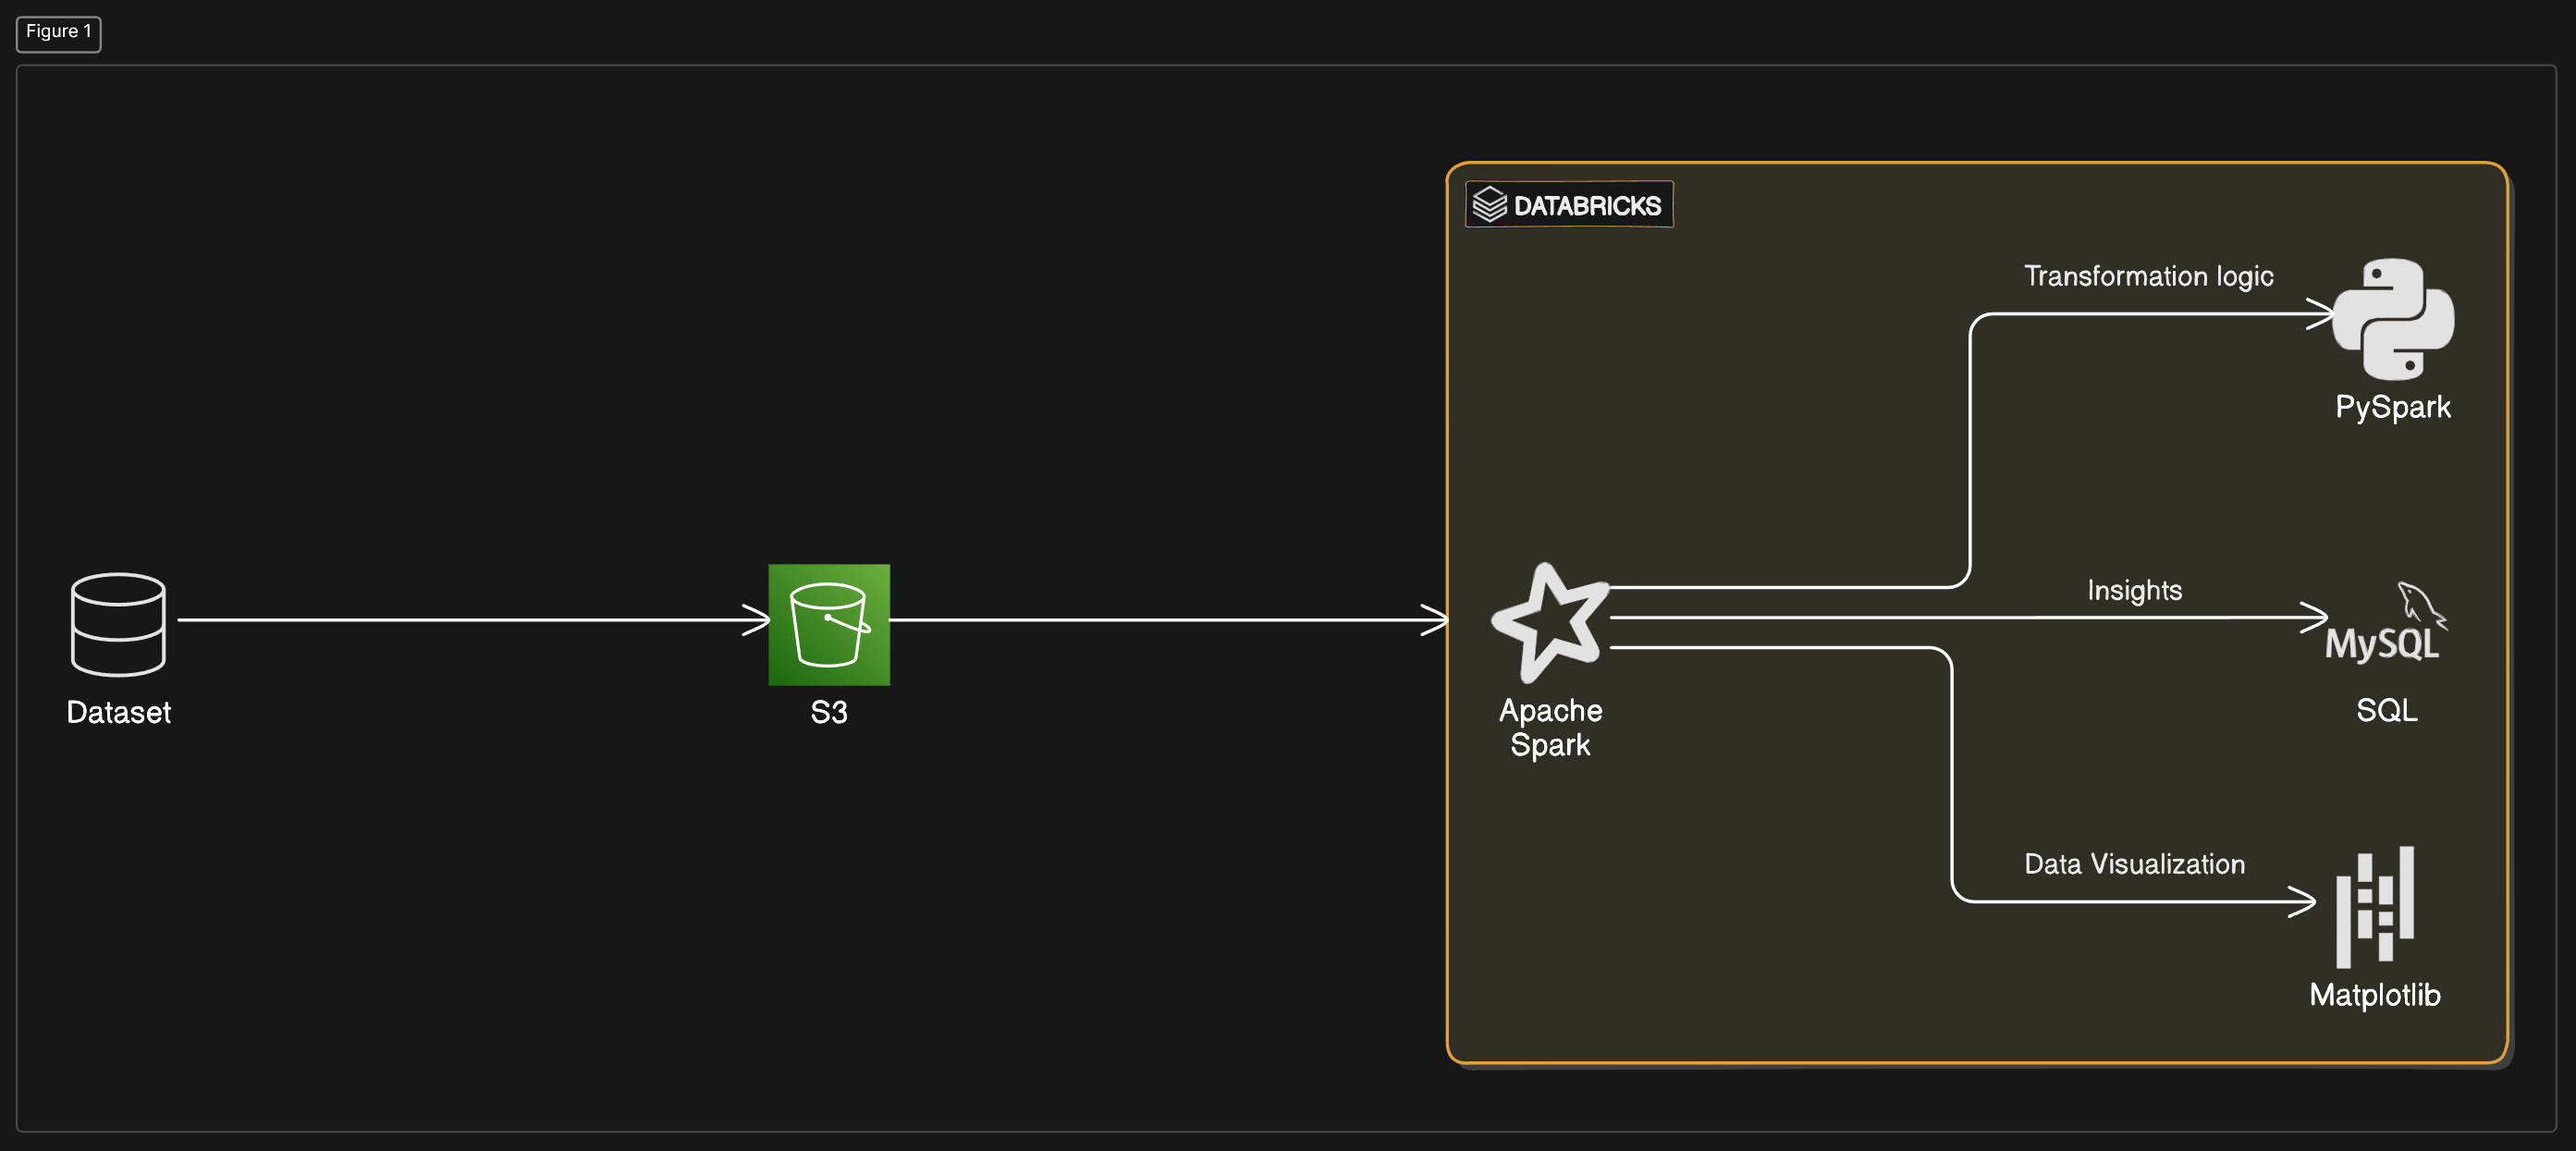 Figure 1
DATABRICKS
Transformation logic
PySpark
Insights
MySQL
Dataset
S3
Apache
Spark
SQL
Data Visualization
Matplotlib